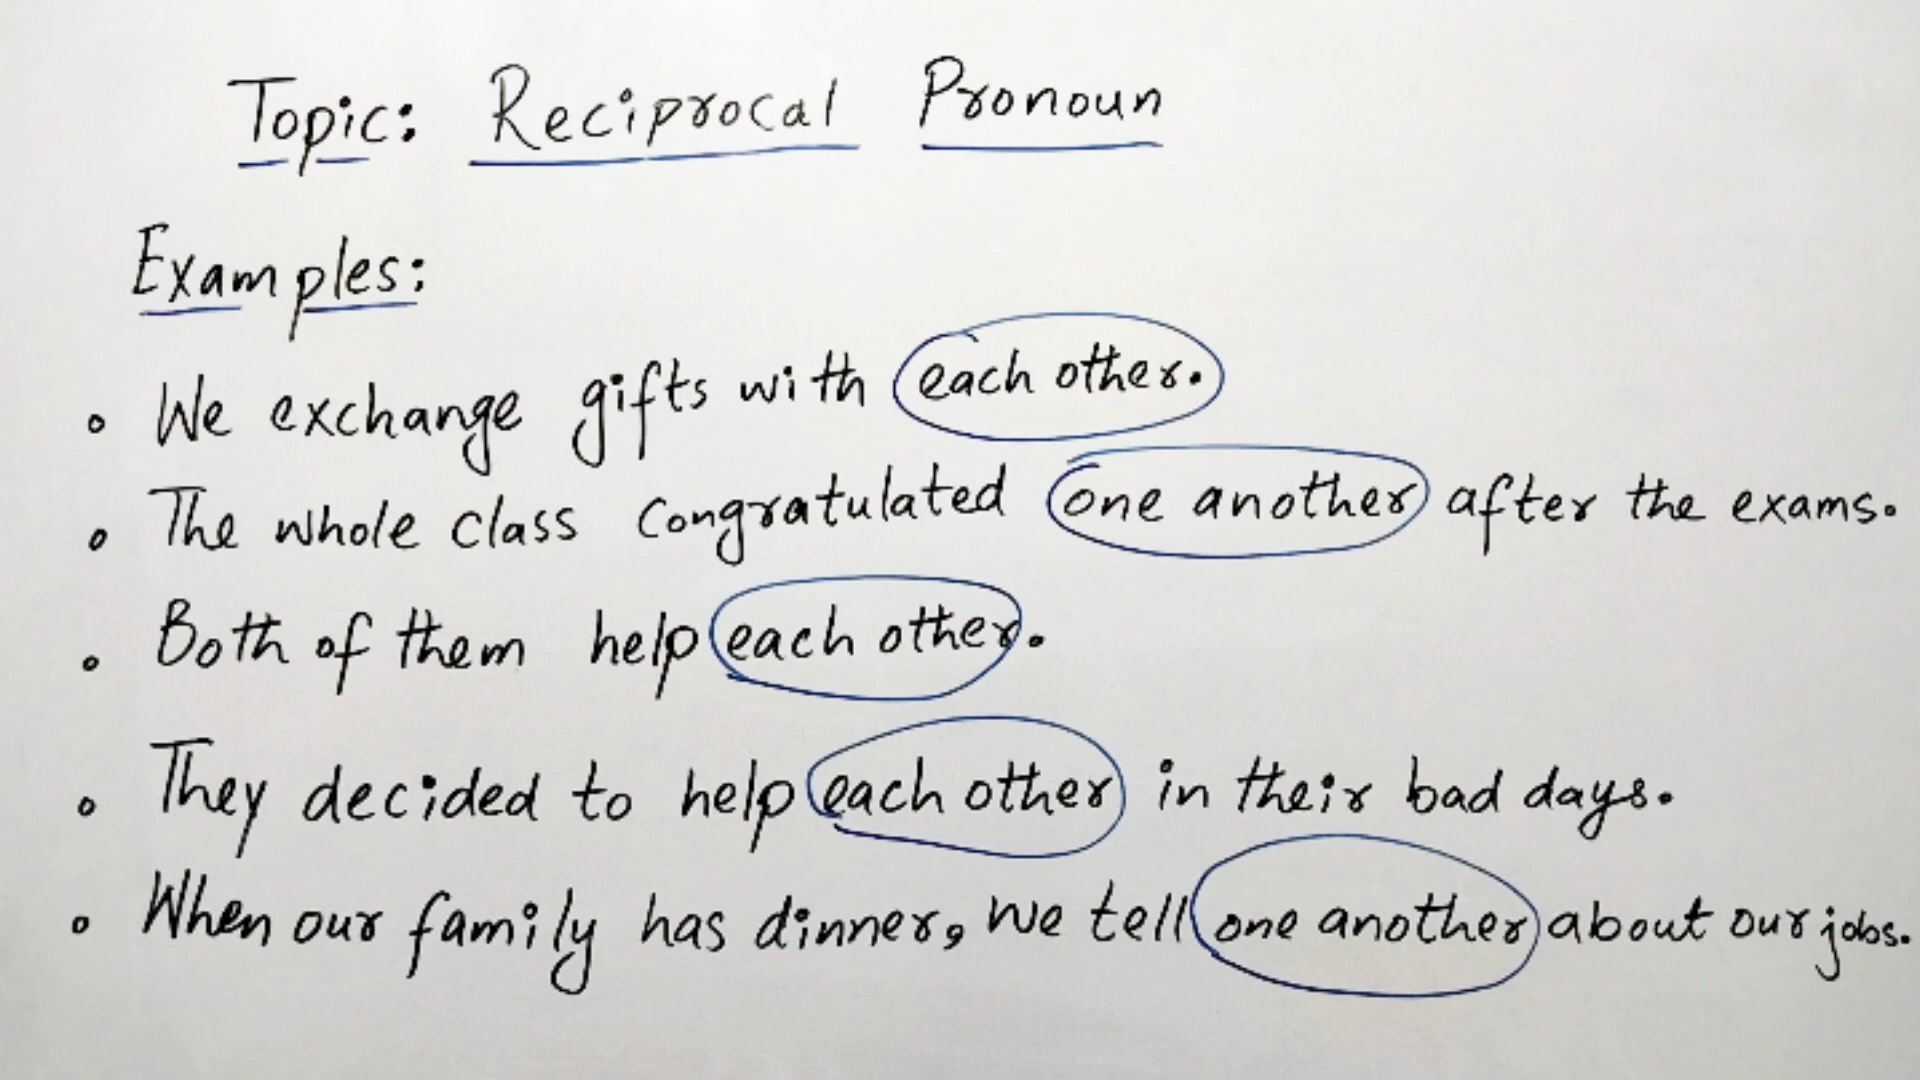 Topic: Reciprocal Pronoun
Examples:
• We exchange gifts with each other.
• The whole class congratulated one another after the exams.
• Both of them help each other.
• They decided to help each other in their bad days.
• When our family has dinner, we tell one another about our jobs.